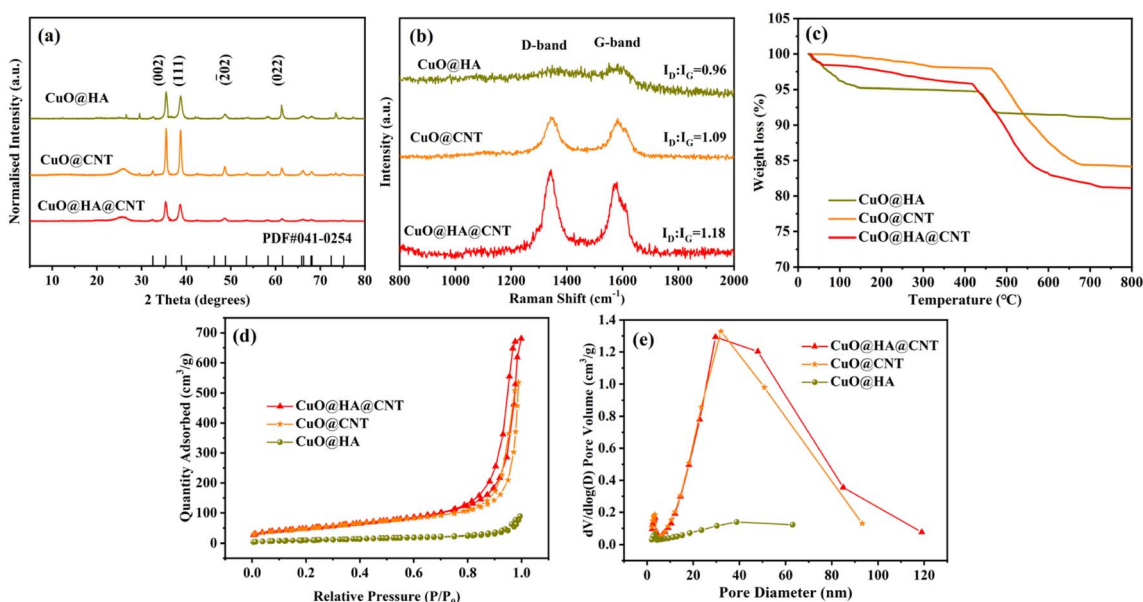 (a)
(002)
(111)
(2̄02)
(022)
CuO@HA
CuO@CNT
CuO@HA@CNT
PDF#041-0254
Normalised Intensity (a.u.)
10 20 30 40 50 60 70 80
2 Theta (degrees)
(b)
D-band G-band
CuO@HA
I_D:I_G=0.96
CuO@CNT
I_D:I_G=1.09
CuO@HA@CNT
I_D:I_G=1.18
Intensity (a.u.)
800 1000 1200 1400 1600 1800 2000
Raman Shift (cm⁻¹)
(c)
100
95
90
85
80
75
70
Weight loss (%)
CuO@HA
CuO@CNT
CuO@HA@CNT
0 100 200 300 400 500 600 700 800
Temperature (℃)
(d)
700
600
500
400
300
200
100
0
Quantity Adsorbed (cm³/g)
CuO@HA@CNT
CuO@CNT
CuO@HA
0.0 0.2 0.4 0.6 0.8 1.0
Relative Pressure (P/P₀)
(e)
1.4
1.2
1.0
0.8
0.6
0.4
0.2
0.0
dV/dlog(D) Pore Volume (cm³/g)
CuO@HA@CNT
CuO@CNT
CuO@HA
0 20 40 60 80 100 120
Pore Diameter (nm)